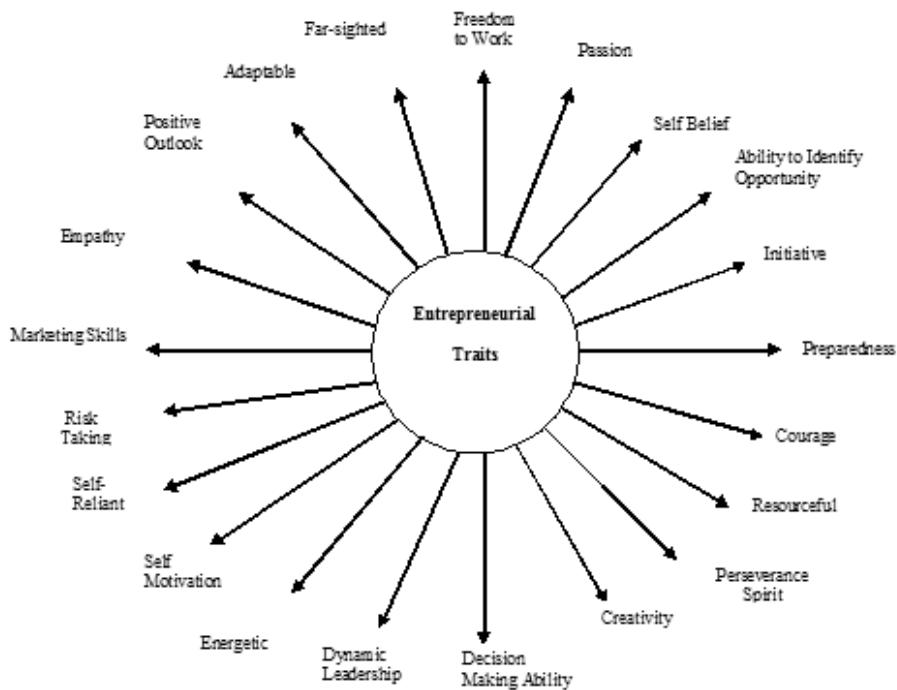 Freedom
to Work
Passion
Self Belief
Ability to Identify
Opportunity
Initiative
Preparedness
Courage
Resourceful
Perseverance
Spirit
Creativity
Decision
Making Ability
Dynamic
Leadership
Energetic
Self
Motivation
Self-
Reliant
Risk
Taking
Marketing Skills
Empathy
Positive
Outlook
Adaptable
Far-sighted
Entrepreneurial
Traits